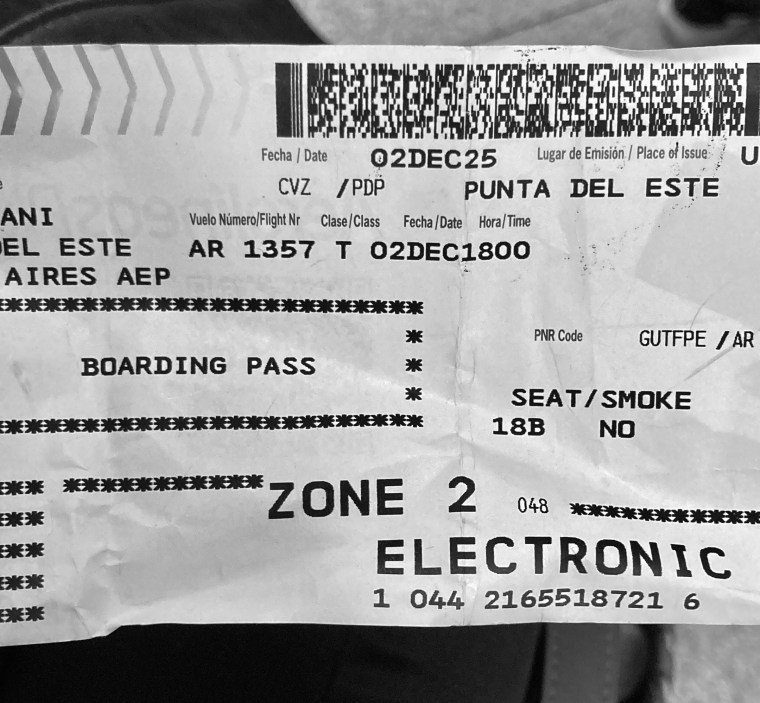 Fecha / Date 02DEC25 Lugar de Emisión / Place of Issue U
CVZ /PDP PUNTA DEL ESTE
ANI Vuelo Número/Flight Nr Clase/Class Fecha/Date Hora/Time
DEL ESTE AR 1357 T 02DEC1800
AIRES AEP
***********************
* PNR Code GUTFPE /AR
BOARDING PASS *
* SEAT/SMOKE
*********************** 18B NO
*** *********** ZONE 2 048 ***********
***
*** ELECTRONIC
*** 1 044 2165518721 6
***